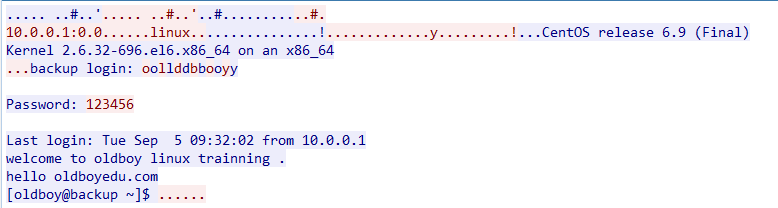 ..... ..#..'..... ..#..'..#...........#.
10.0.0.1:0.0......linux...............!.............y.........!...CentOS release 6.9 (Final)
Kernel 2.6.32-696.el6.x86_64 on an x86_64
...backup login: oollddbbooyy
Password: 123456
Last login: Tue Sep  5 09:32:02 from 10.0.0.1
welcome to oldboy linux trainning .
hello oldboyedu.com
[oldboy@backup ~]$ ......